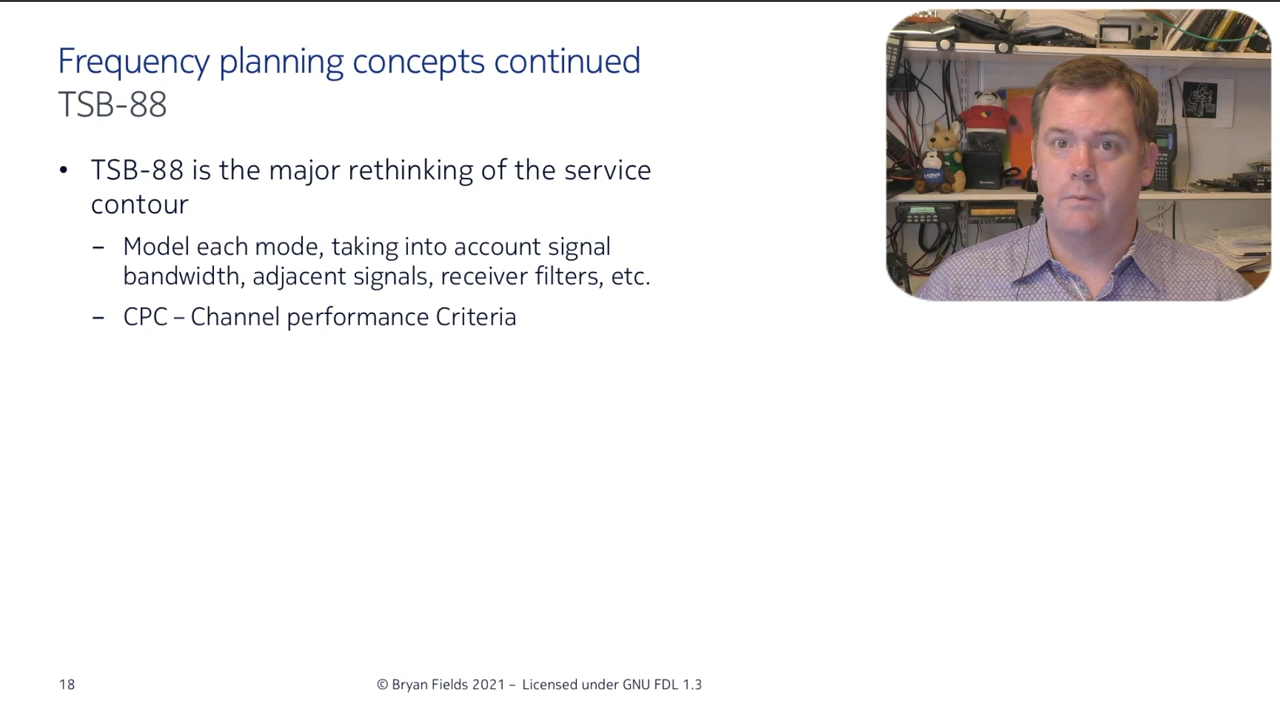 Frequency planning concepts continued
TSB-88
• TSB-88 is the major rethinking of the service
contour
– Model each mode, taking into account signal
bandwidth, adjacent signals, receiver filters, etc.
– CPC – Channel performance Criteria
18
© Bryan Fields 2021 – Licensed under GNU FDL 1.3